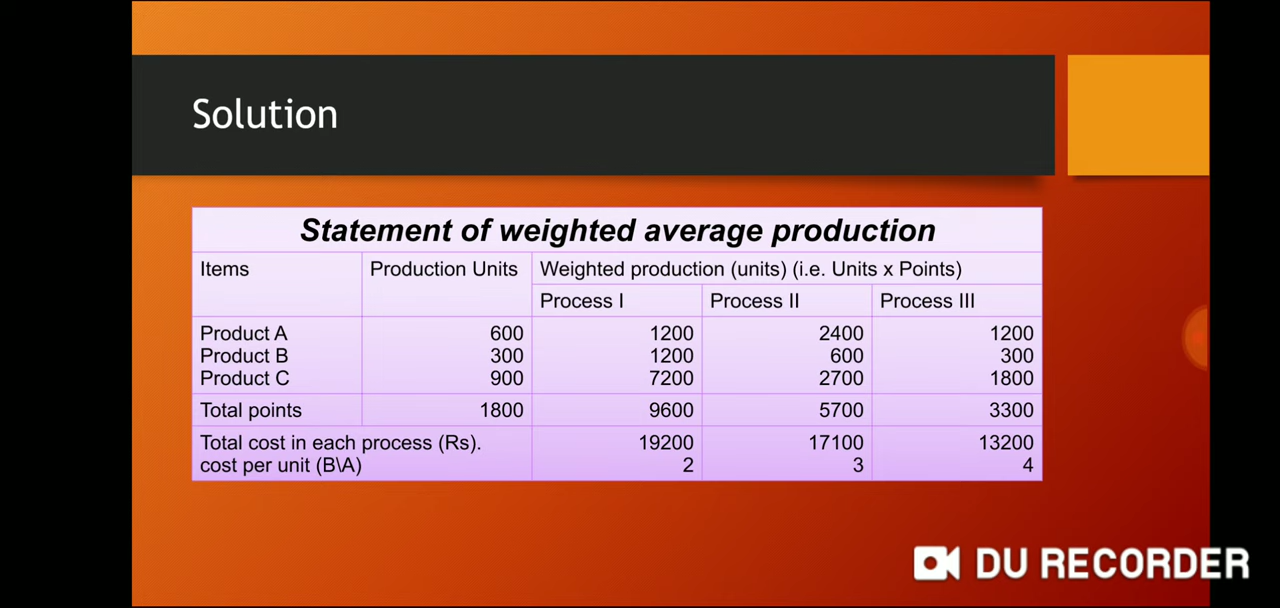 Solution
Statement of weighted average production
Items Production Units Weighted production (units) (i.e. Units x Points)
Process I Process II Process III
Product A 600 1200 2400 1200
Product B 300 1200 600 300
Product C 900 7200 2700 1800
Total points 1800 9600 5700 3300
Total cost in each process (Rs). 19200 17100 13200
cost per unit (B\A) 2 3 4
DU RECORDER